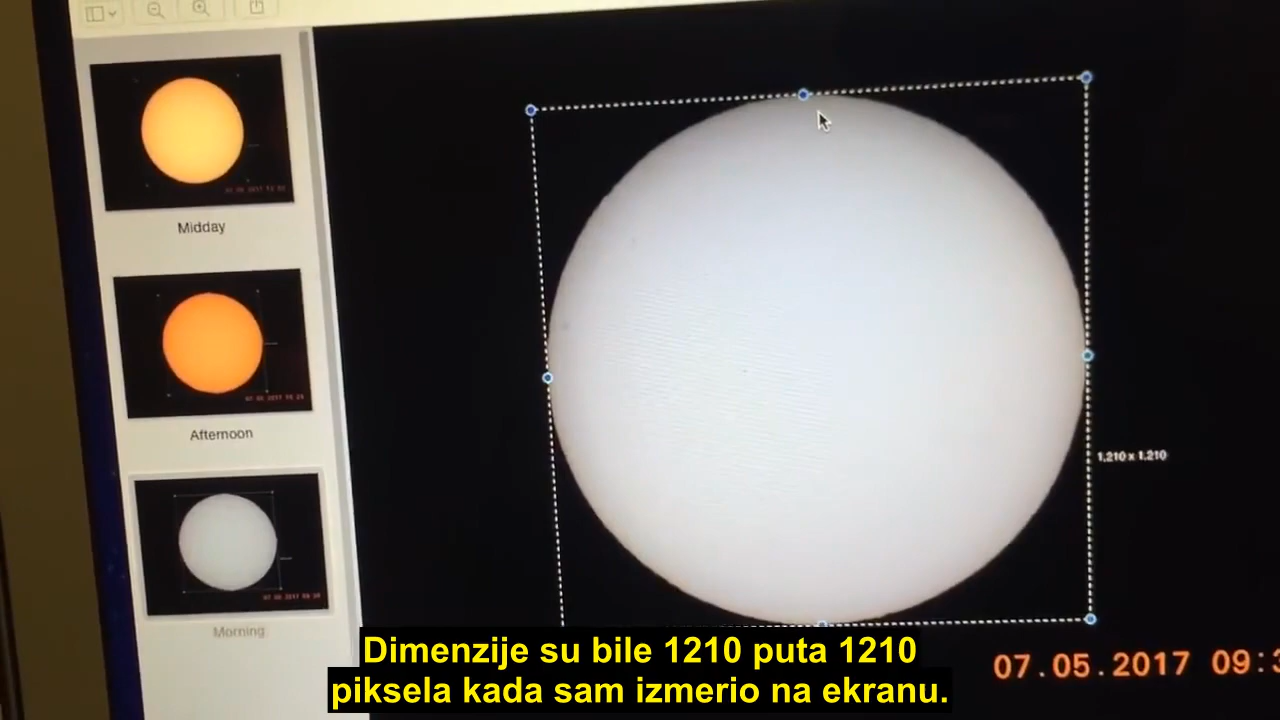 Midday
Afternoon
Morning
1,210 x 1,210
07.05.2017 09:3
Dimenzije su bile 1210 puta 1210
piksela kada sam izmerio na ekranu.